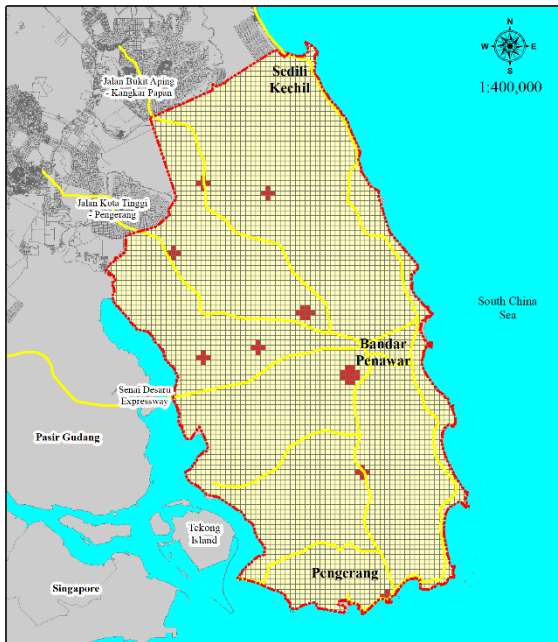 N
W E
S
1:400,000
Sedili
Kechil
Jalan Bukit Aping
- Kangkar Papan
Jalan Kota Tinggi
- Pengerang
South China
Sea
Bandar
Penawar
Senai Desaru
Expressway
Pasir Gudang
Tekong
Island
Pengerang
Singapore